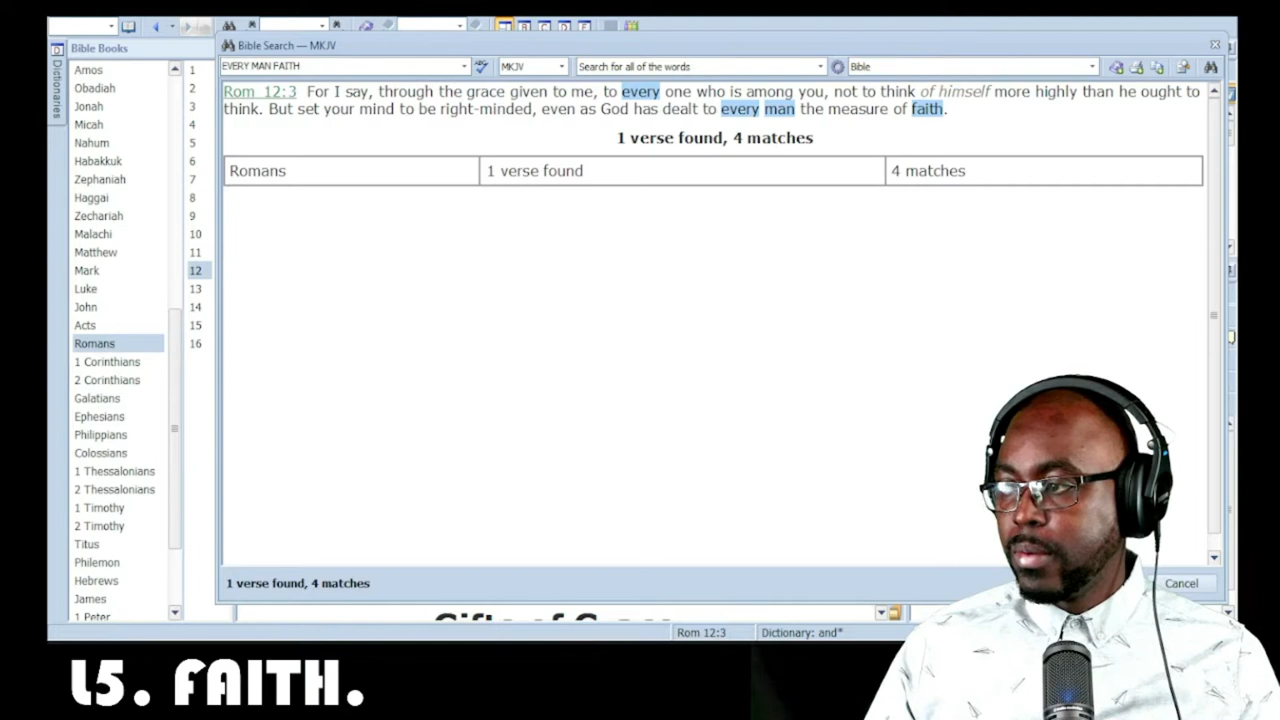 Bible Books
Bible Search — MKJV
Dictionaries
EVERY MAN FAITH
MKJV
Search for all of the words
Bible
Amos
Obadiah
Jonah
Micah
Nahum
Habakkuk
Zephaniah
Haggai
Zechariah
Malachi
Matthew
Mark
Luke
John
Acts
Romans
1 Corinthians
2 Corinthians
Galatians
Ephesians
Philippians
Colossians
1 Thessalonians
2 Thessalonians
1 Timothy
2 Timothy
Titus
Philemon
Hebrews
James
1 Peter
1
2
3
4
5
6
7
8
9
10
11
12
13
14
15
16
Rom 12:3 For I say, through the grace given to me, to every one who is among you, not to think of himself more highly than he ought to
think. But set your mind to be right-minded, even as God has dealt to every man the measure of faith.
1 verse found, 4 matches
Romans 1 verse found 4 matches
1 verse found, 4 matches
Cancel
Rom 12:3 Dictionary: and*
L5. FAITH.